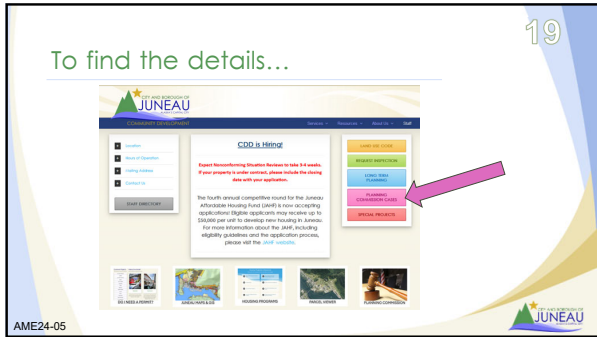 19
To find the details...
CITY AND BOROUGH OF
JUNEAU
ALASKA'S CAPITAL CITY
COMMUNITY DEVELOPMENT
Services
Resources
About Us
Staff
Location
Hours of Operation
Mailing Address
Contact Us
STAFF DIRECTORY
CDD is Hiring!
Expect Nonconforming Situation Reviews to take 3-4 weeks.
If your property is under contract, please include the closing
date with your application.
The fourth annual competitive round for the Juneau
Affordable Housing Fund (JAHF) is now accepting
applications! Eligible applicants may receive up to
$50,000 per unit to develop new housing in Juneau.
For more information about the JAHF, including
eligibility guidelines and the application process,
please visit the JAHF website.
LAND USE CODE
REQUEST INSPECTION
LONG TERM
PLANNING
PLANNING
COMMISSION CASES
SPECIAL PROJECTS
DO I NEED A PERMIT?
JUNEAU MAPS & GIS
HOUSING PROGRAMS
PARCEL VIEWER
PLANNING COMMISSION
AME24-05
CITY AND BOROUGH OF
JUNEAU
ALASKA'S CAPITAL CITY